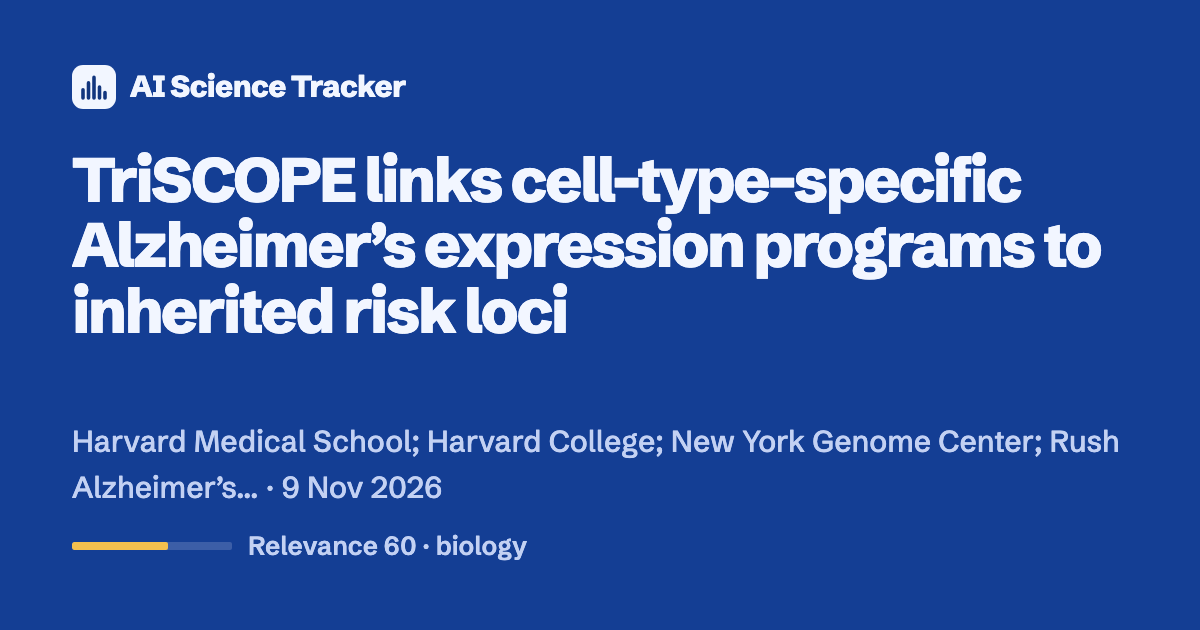 AI Science Tracker
TriSCOPE links cell-type-specific
Alzheimer’s expression programs to
inherited risk loci
Harvard Medical School; Harvard College; New York Genome Center; Rush
Alzheimer’s... · 9 Nov 2026
Relevance 60 · biology